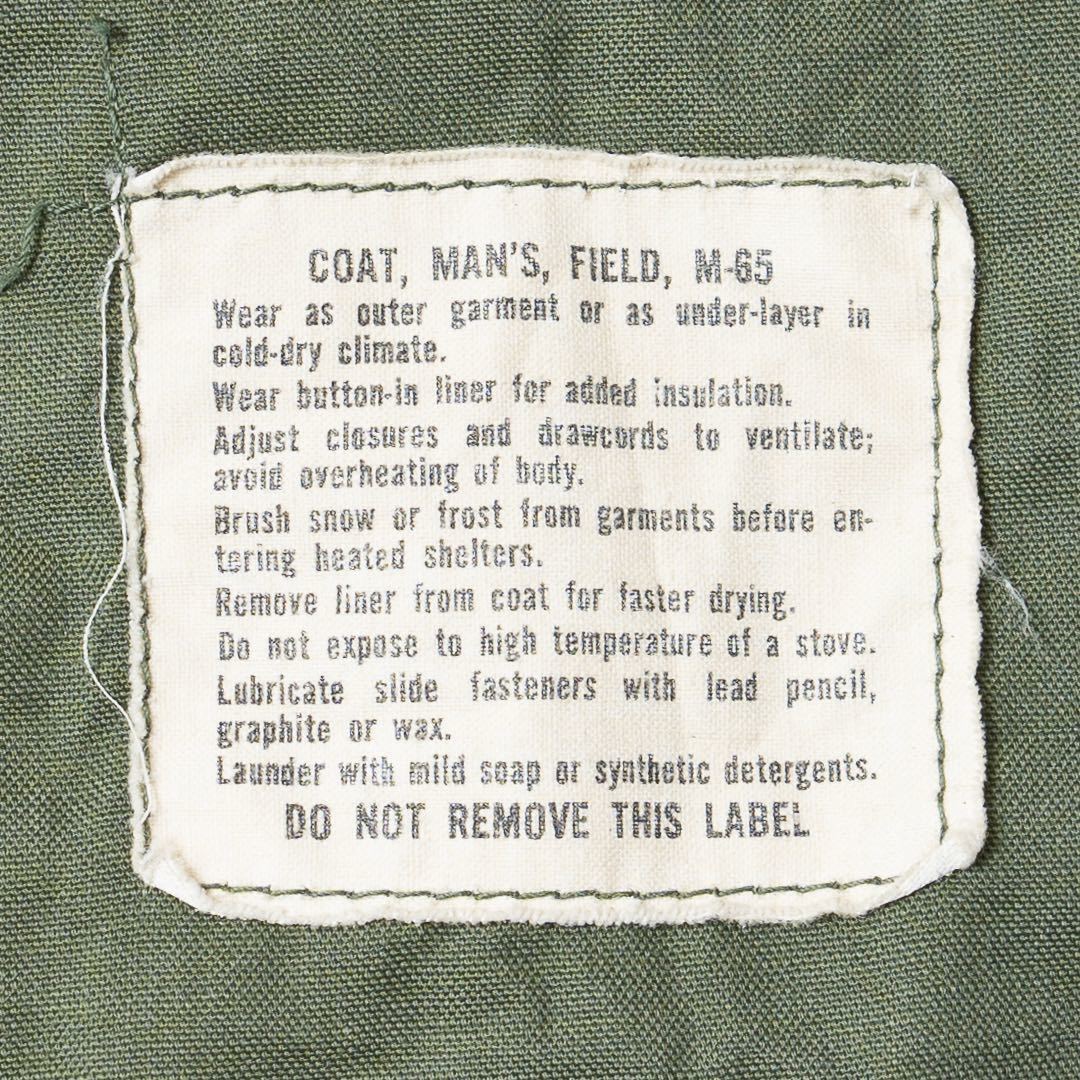 COAT, MAN'S, FIELD, M-65
Wear as outer garment or as under-layer in
cold-dry climate.
Wear button-in liner for added insulation.
Adjust closures and drawcords to ventilate;
avoid overheating of body.
Brush snow or frost from garments before en-
tering heated shelters.
Remove liner from coat for faster drying.
Do not expose to high temperature of a stove.
Lubricate slide fasteners with lead pencil,
graphite or wax.
Launder with mild soap or synthetic detergents.
DO NOT REMOVE THIS LABEL